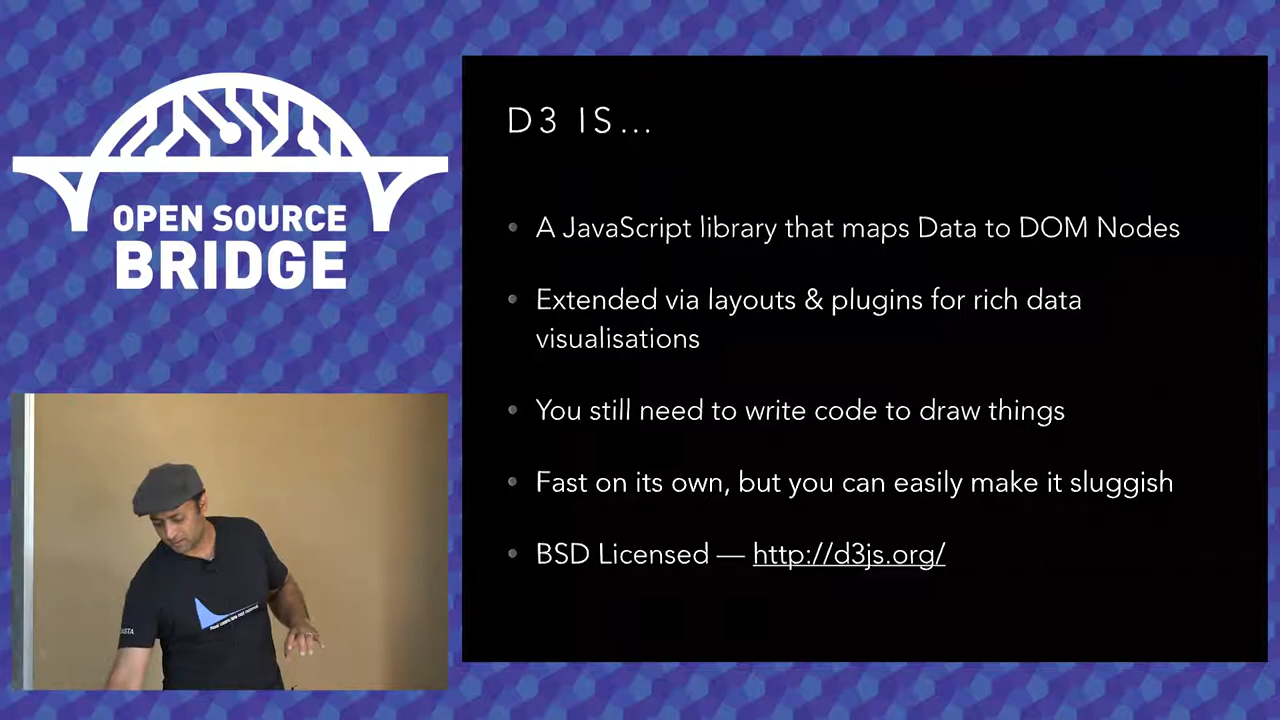 OPEN SOURCE
BRIDGE
D3 IS...
• A JavaScript library that maps Data to DOM Nodes
• Extended via layouts & plugins for rich data
visualisations
• You still need to write code to draw things
• Fast on its own, but you can easily make it sluggish
• BSD Licensed — http://d3js.org/